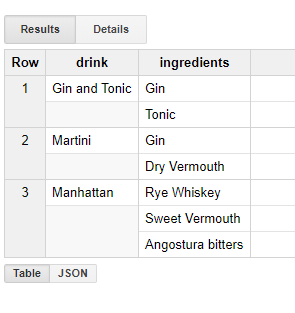 Results Details
Row drink ingredients
1 Gin and Tonic Gin
Tonic
2 Martini Gin
Dry Vermouth
3 Manhattan Rye Whiskey
Sweet Vermouth
Angostura bitters
Table JSON